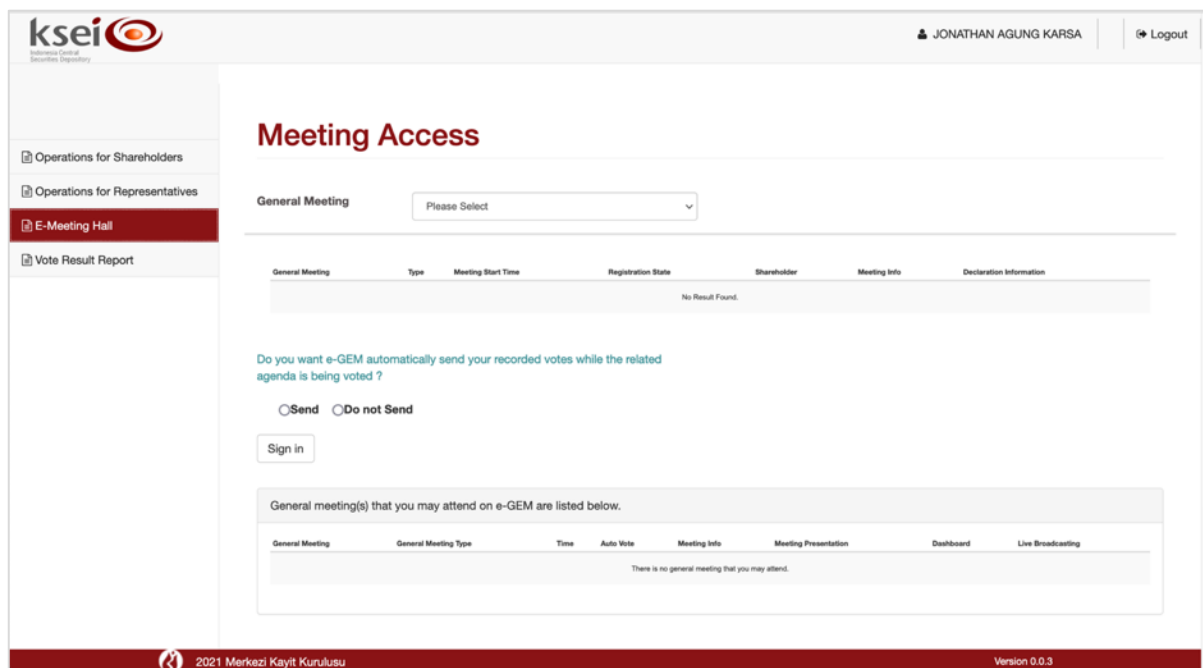 ksei
Indonesia Central
Securities Depository
JONATHAN AGUNG KARSA
Logout
Operations for Shareholders
Operations for Representatives
E-Meeting Hall
Vote Result Report
Meeting Access
General Meeting
Please Select
General Meeting Type Meeting Start Time Registration State Shareholder Meeting Info Declaration Information
No Result Found.
Do you want e-GEM automatically send your recorded votes while the related
agenda is being voted ?
Send Do not Send
Sign in
General meeting(s) that you may attend on e-GEM are listed below.
General Meeting General Meeting Type Time Auto Vote Meeting Info Meeting Presentation Dashboard Live Broadcasting
There is no general meeting that you may attend.
2021 Merkezi Kayit Kurulusu Version 0.0.3